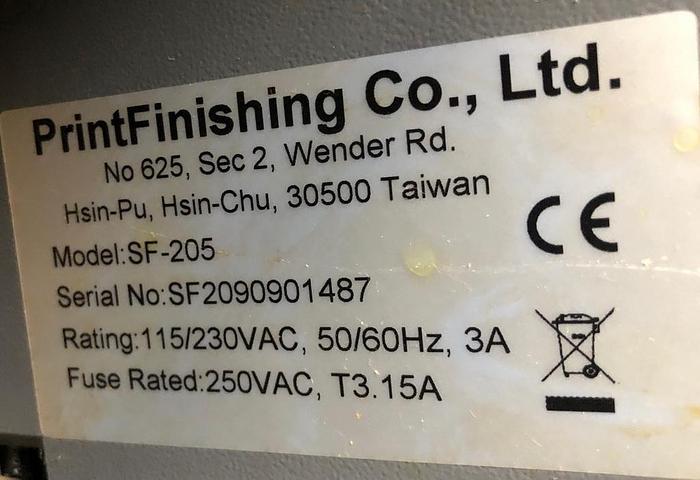 PrintFinishing Co., Ltd.
No 625, Sec 2, Wender Rd.
Hsin-Pu, Hsin-Chu, 30500 Taiwan
Model:SF-205
Serial No:SF2090901487
Rating:115/230VAC, 50/60Hz, 3A
Fuse Rated:250VAC, T3.15A
CE